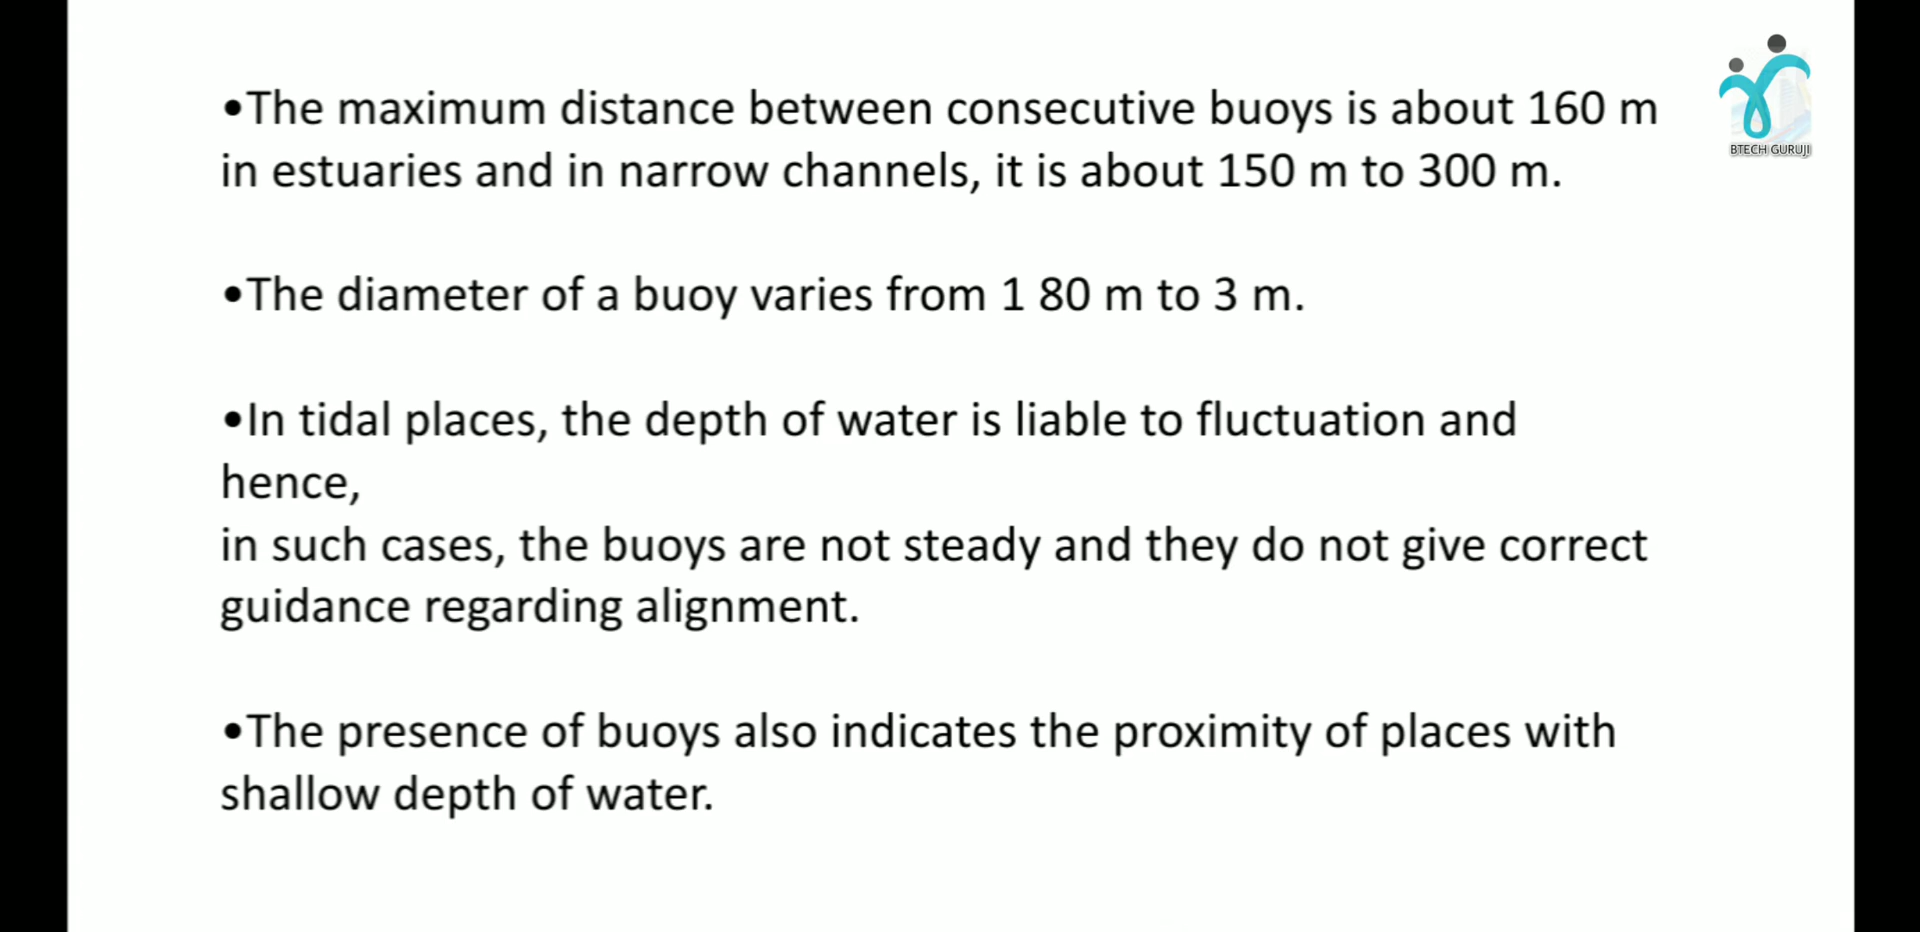 •The maximum distance between consecutive buoys is about 160 m
in estuaries and in narrow channels, it is about 150 m to 300 m.
•The diameter of a buoy varies from 1 80 m to 3 m.
•In tidal places, the depth of water is liable to fluctuation and
hence,
in such cases, the buoys are not steady and they do not give correct
guidance regarding alignment.
•The presence of buoys also indicates the proximity of places with
shallow depth of water.
BTECH GURUJI